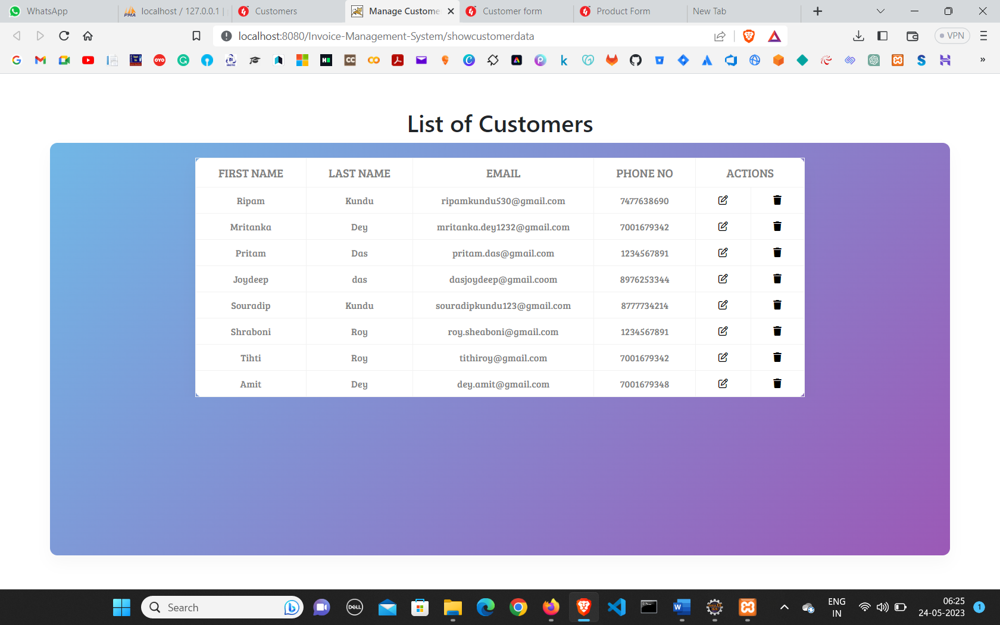 WhatsApp
localhost / 127.0.0.1 |
Customers
Manage Custome
Customer form
Product Form
New Tab
localhost:8080/Invoice-Management-System/showcustomerdata
VPN
List of Customers
FIRST NAME LAST NAME EMAIL PHONE NO ACTIONS
Ripam Kundu ripamkundu530@gmail.com 7477638690
Mritanka Dey mritanka.dey1232@gmail.com 7001679342
Pritam Das pritam.das@gmail.com 1234567891
Joydeep das dasjoydeep@gmail.coom 8976253344
Souradip Kundu souradipkundu123@gmail.com 8777734214
Shraboni Roy roy.sheaboni@gmail.com 1234567891
Tihti Roy tithiroy@gmail.com 7001679342
Amit Dey dey.amit@gmail.com 7001679348
Search
DELL
ENG
IN
06:25
24-05-2023
1